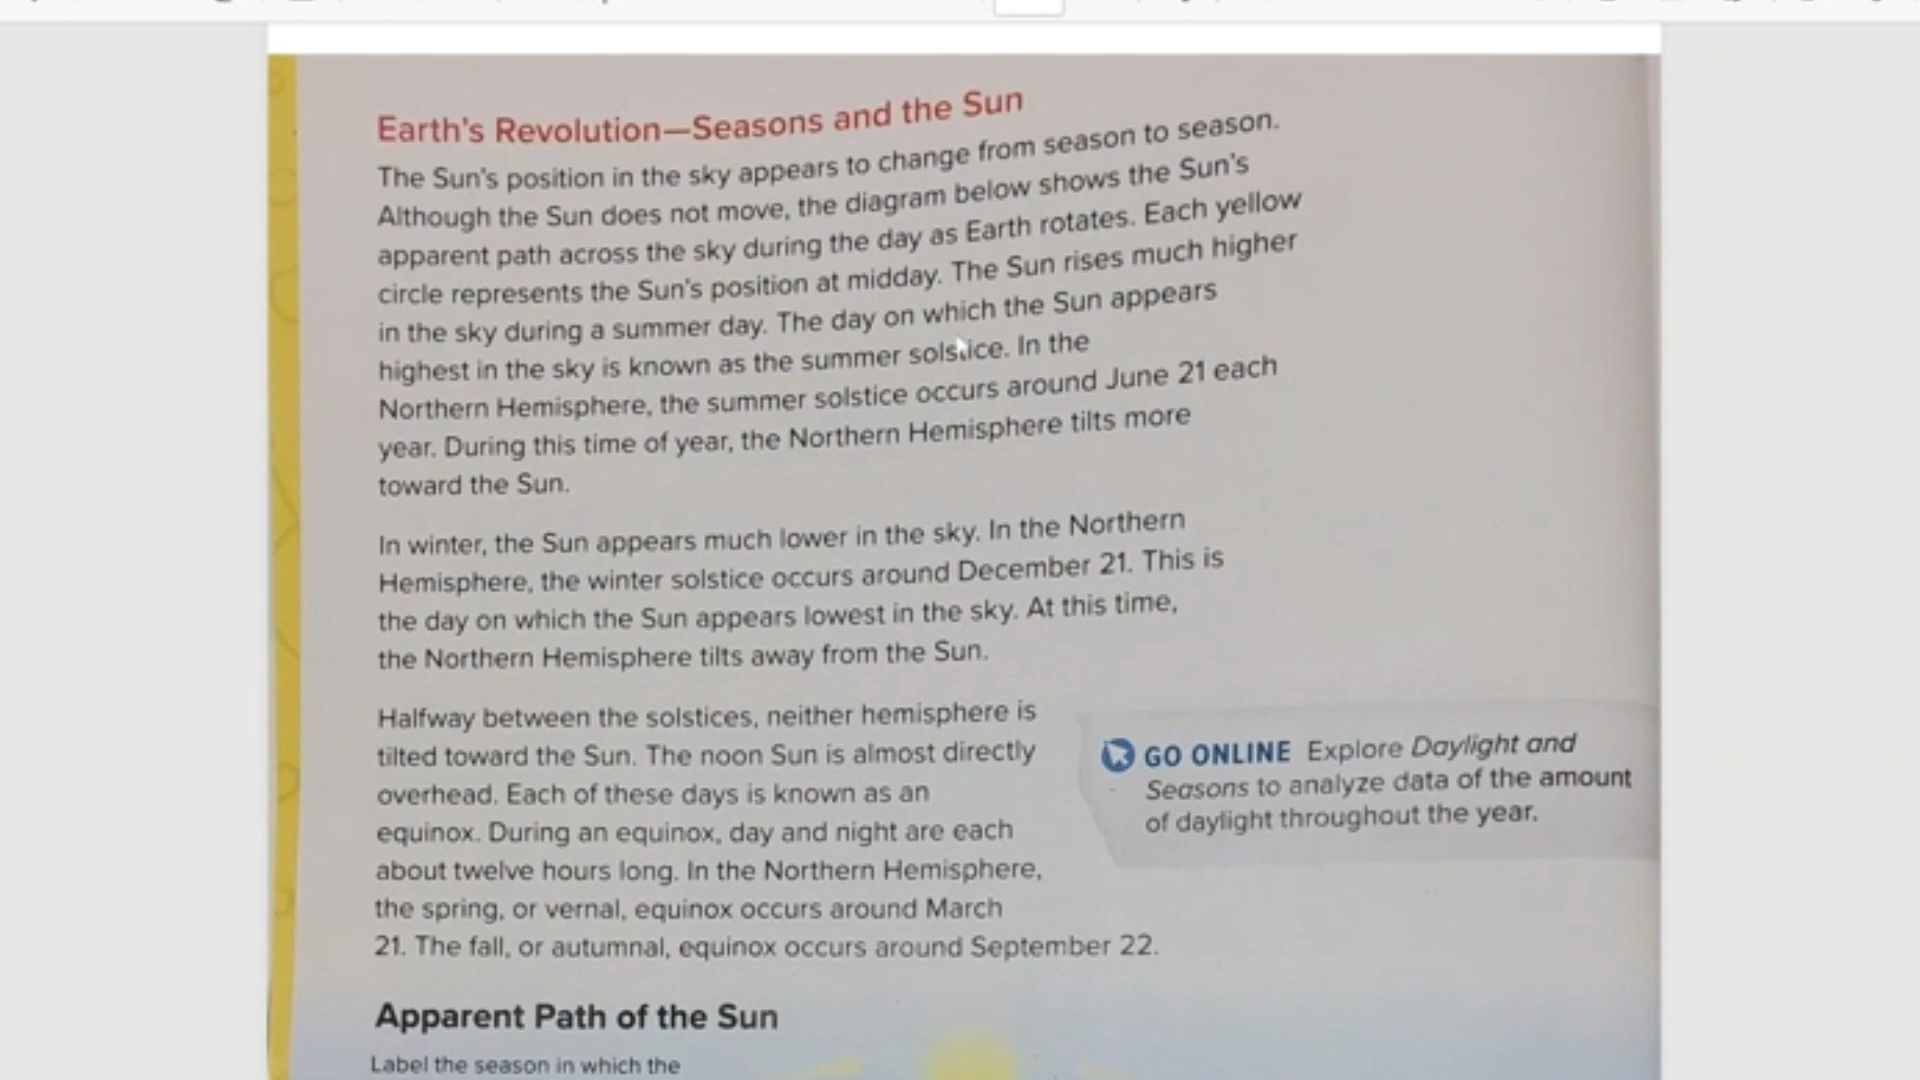 Earth's Revolution—Seasons and the Sun
The Sun's position in the sky appears to change from season to season.
Although the Sun does not move, the diagram below shows the Sun's
apparent path across the sky during the day as Earth rotates. Each yellow
circle represents the Sun's position at midday. The Sun rises much higher
in the sky during a summer day. The day on which the Sun appears
highest in the sky is known as the summer solstice. In the
Northern Hemisphere, the summer solstice occurs around June 21 each
year. During this time of year, the Northern Hemisphere tilts more
toward the Sun.
In winter, the Sun appears much lower in the sky. In the Northern
Hemisphere, the winter solstice occurs around December 21. This is
the day on which the Sun appears lowest in the sky. At this time,
the Northern Hemisphere tilts away from the Sun.
Halfway between the solstices, neither hemisphere is
tilted toward the Sun. The noon Sun is almost directly
overhead. Each of these days is known as an
equinox. During an equinox, day and night are each
about twelve hours long. In the Northern Hemisphere,
the spring, or vernal, equinox occurs around March
21. The fall, or autumnal, equinox occurs around September 22.
GO ONLINE Explore Daylight and
Seasons to analyze data of the amount
of daylight throughout the year.
Apparent Path of the Sun
Label the season in which the